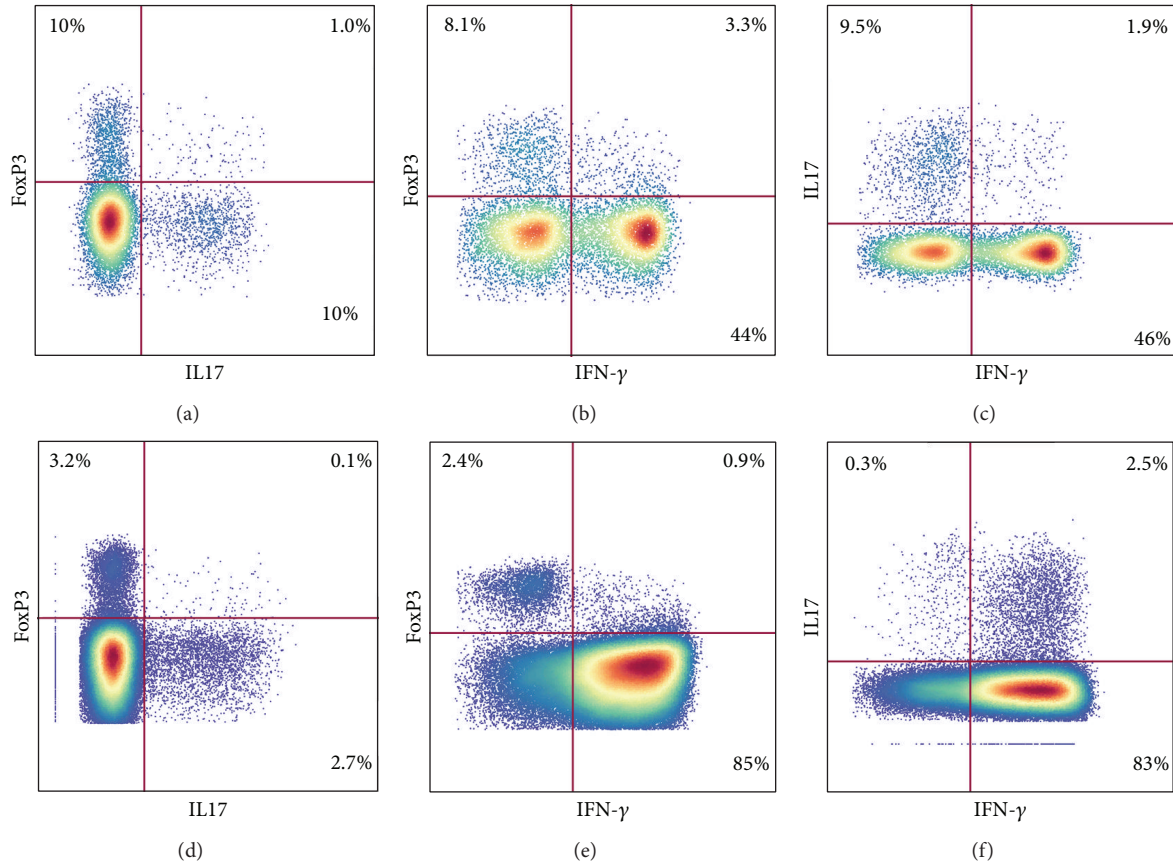 10%
1.0%
FoxP3
10%
IL17
(a)
8.1%
3.3%
FoxP3
44%
IFN-γ
(b)
9.5%
1.9%
IL17
46%
IFN-γ
(c)
3.2%
0.1%
FoxP3
2.7%
IL17
(d)
2.4%
0.9%
FoxP3
85%
IFN-γ
(e)
0.3%
2.5%
IL17
83%
IFN-γ
(f)